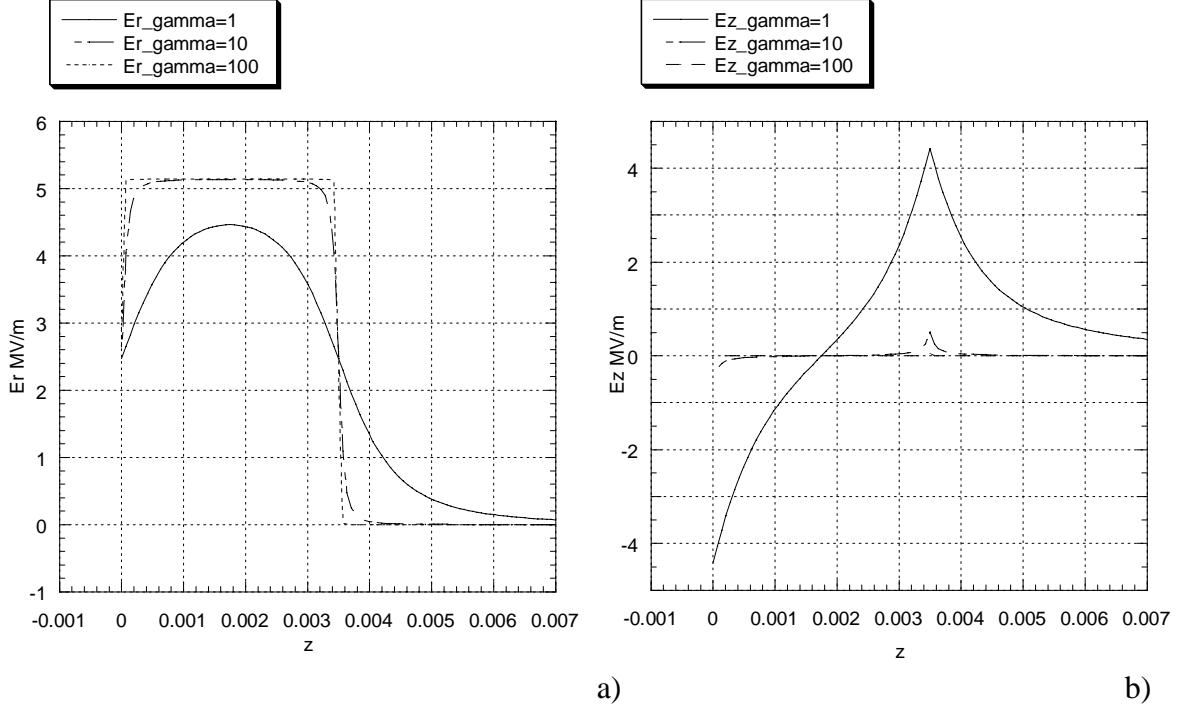 Er_gamma=1
Er_gamma=10
Er_gamma=100
Ez_gamma=1
Ez_gamma=10
Ez_gamma=100
6
5
4
3
2
1
0
-1
Er MV/m
-0.001 0 0.001 0.002 0.003 0.004 0.005 0.006 0.007
z
4
2
0
-2
-4
Ez MV/m
-0.001 0 0.001 0.002 0.003 0.004 0.005 0.006 0.007
z
a)
b)